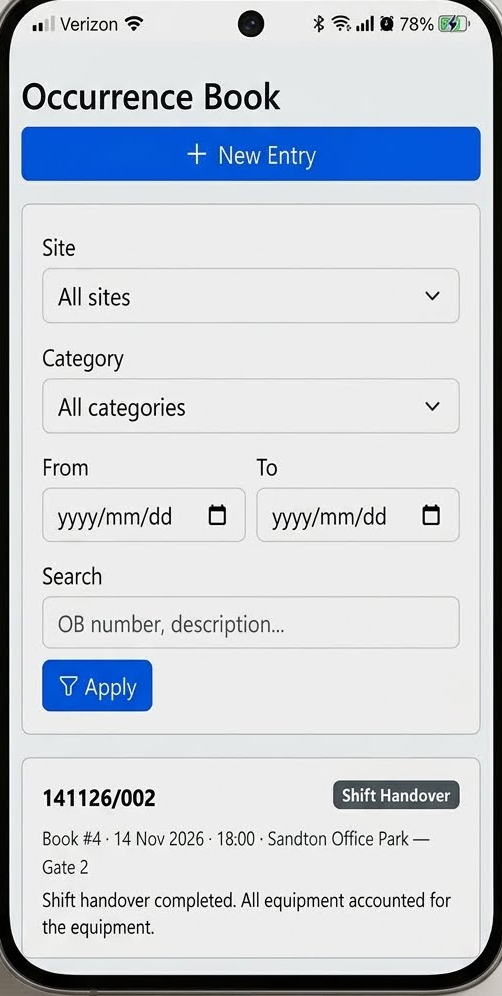 Verizon 78%
Occurrence Book
+ New Entry
Site
All sites
Category
All categories
From To
yyyy/mm/dd yyyy/mm/dd
Search
OB number, description...
Apply
141126/002 Shift Handover
Book #4 · 14 Nov 2026 · 18:00 · Sandton Office Park —
Gate 2
Shift handover completed. All equipment accounted for
the equipment.